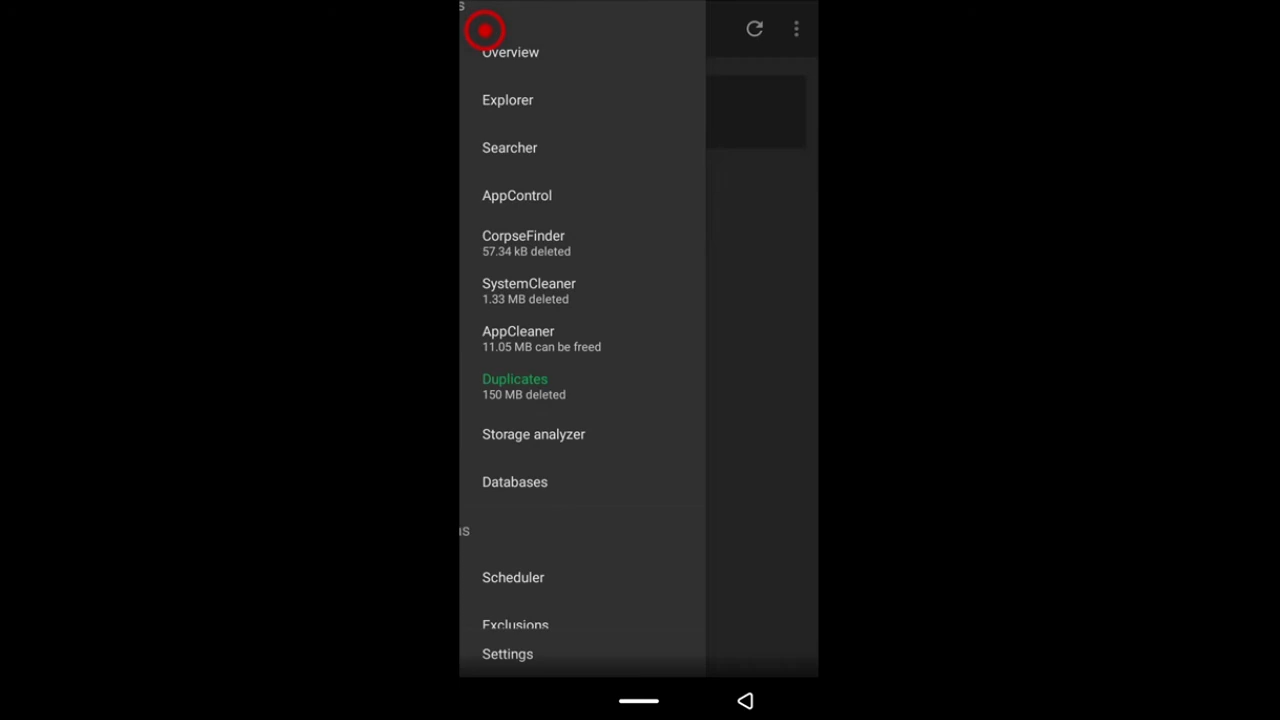 s
Overview
Explorer
Searcher
AppControl
CorpseFinder
57.34 kB deleted
SystemCleaner
1.33 MB deleted
AppCleaner
11.05 MB can be freed
Duplicates
150 MB deleted
Storage analyzer
Databases
ns
Scheduler
Exclusions
Settings